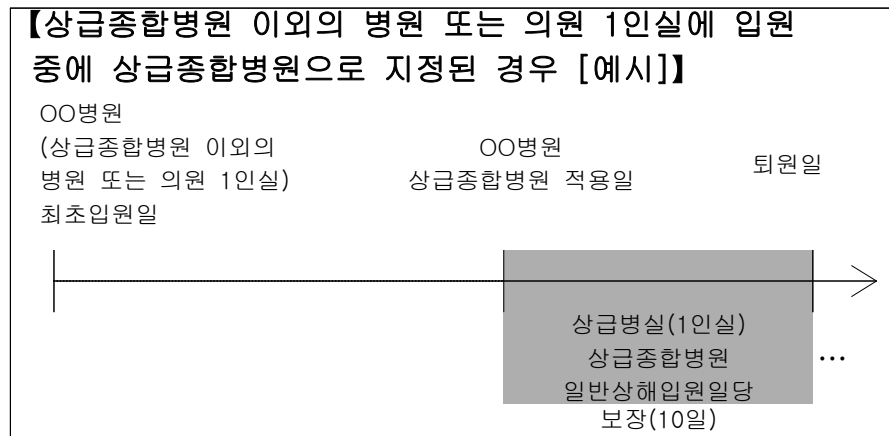 【상급종합병원 이외의 병원 또는 의원 1인실에 입원
중에 상급종합병원으로 지정된 경우 [예시]】
OO병원
(상급종합병원 이외의
병원 또는 의원 1인실)
최초입원일
OO병원
상급종합병원 적용일
퇴원일
상급병실(1인실)
상급종합병원
일반상해입원일당
보장(10일)
…